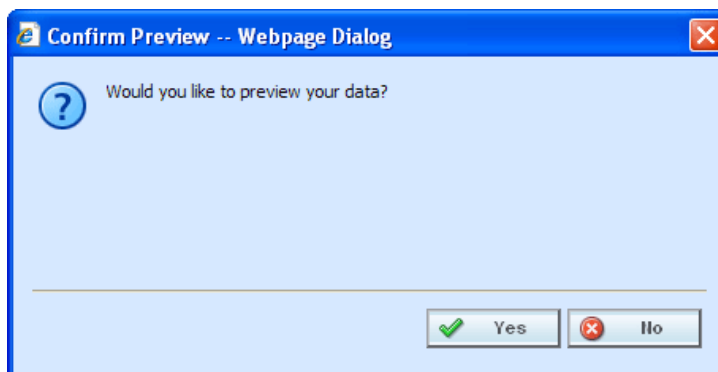 Confirm Preview -- Webpage Dialog
Would you like to preview your data?
Yes
No